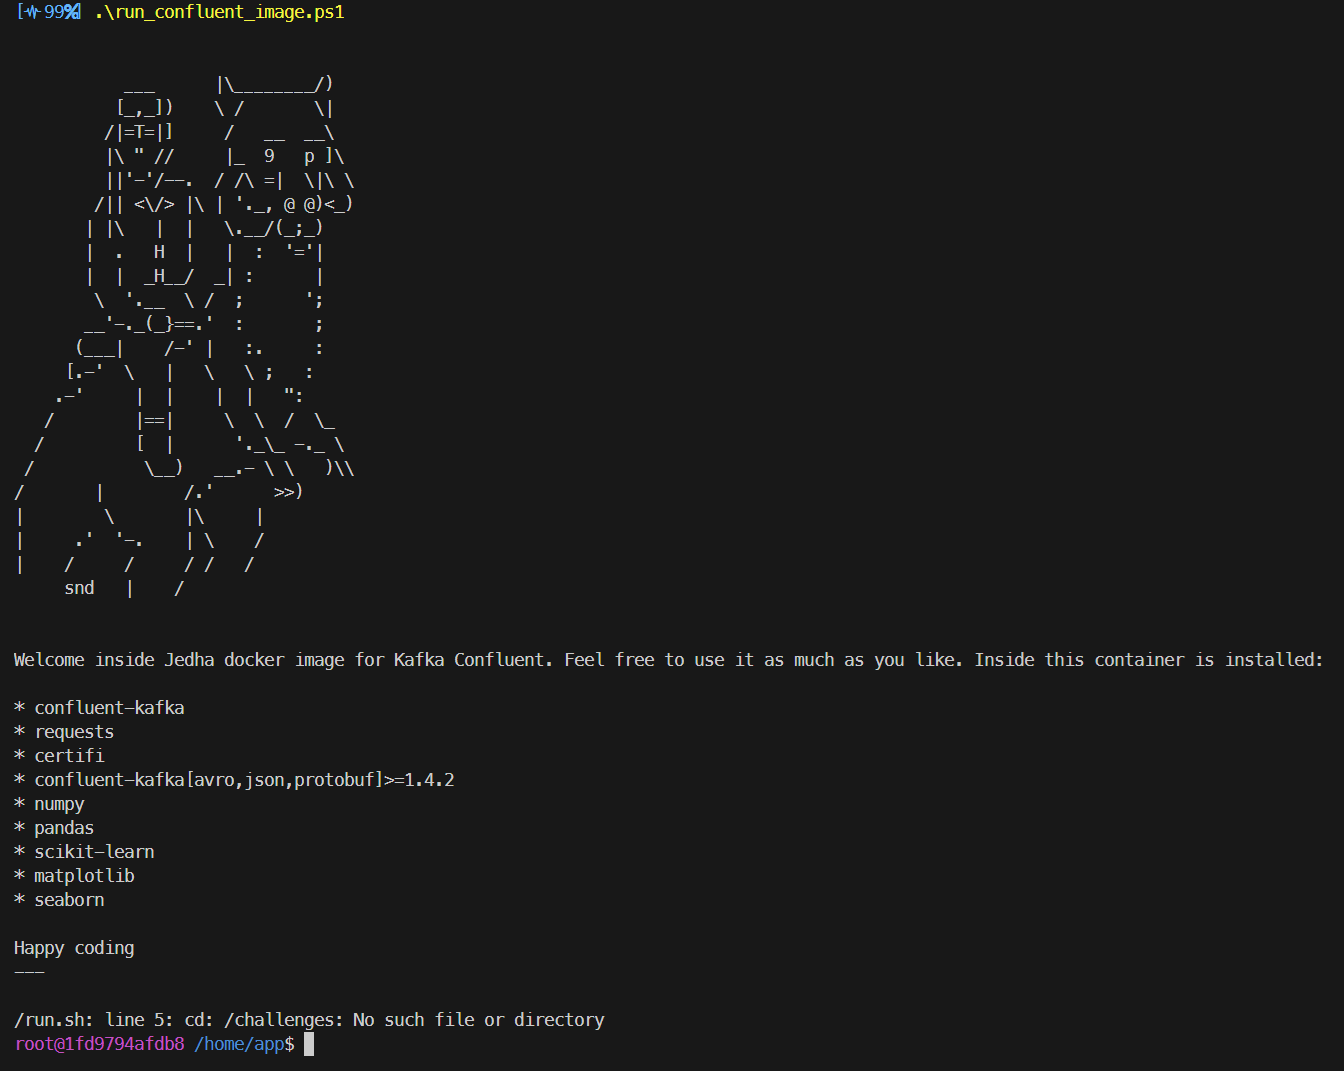 [99%] .\run_confluent_image.ps1
            ___      |\________/)
           [_,_])    \ /       \|
          /|=T=|]     /   __  __\
          |\ " //     |_  9   p ]\
          ||'-'/--.  / /\ =|  \|\ \
         /|| <\/> |\ | '._, @ @)<_)
        | |\   |  |   \.__/(_;_)
        |  .   H  |   |  :  '='|
        |  |  _H__/  _| :      |
         \  '.__  \ /  ;      ';
        __'-._(_}==.'  :       ;
       (___|    /-' |   :.     :
      [.-'  \   |   \   \ ;   :
     .-'     |  |    |  |   ":
    /        |==|     \  \  /  \_
   /         [  |      '._\_ -._ \
  /           \__)   __.- \ \   )\\
 /       |        /.'      >>)
 |        \       |\     |
 |     .'  '-.    | \    /
 |    /     /     / /   /
      snd   |    /
Welcome inside Jedha docker image for Kafka Confluent. Feel free to use it as much as you like. Inside this container is installed:
* confluent-kafka
* requests
* certifi
* confluent-kafka[avro,json,protobuf]>=1.4.2
* numpy
* pandas
* scikit-learn
* matplotlib
* seaborn
Happy coding
---
/run.sh: line 5: cd: /challenges: No such file or directory
root@1fd9794afdb8 /home/app$